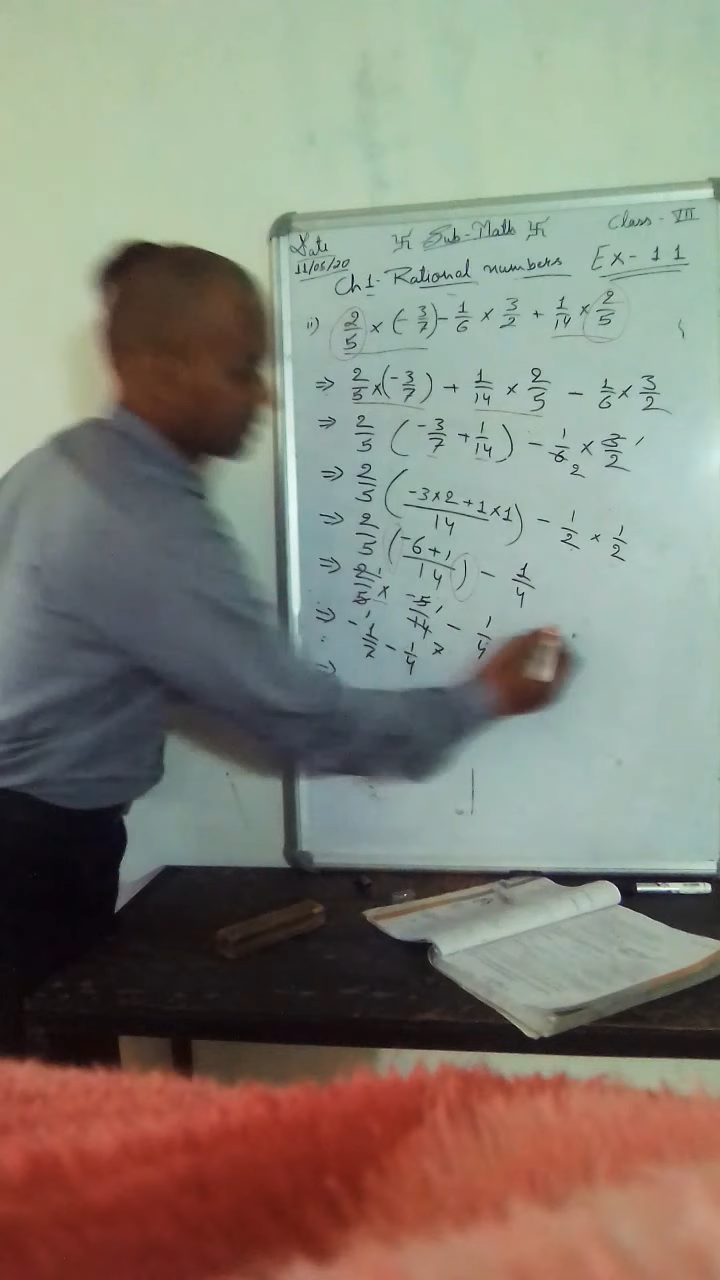 Date 卐 Sub-Math 卐 Class - VII
11/05/20
Ch 1- Rational numbers Ex - 1 1
ii) 2/5 × (-3/7) - 1/6 × 3/2 + 1/14 × 2/5
⇒ 2/5 × (-3/7) + 1/14 × 2/5 - 1/6 × 3/2
⇒ 2/5 (-3/7 + 1/14) - 1/6 × 3/2
⇒ 2/5 (-3×2+1×1/14) - 1/2 × 1/2
⇒ 2/5 (-6+1/14) - 1/4
⇒ 2/5 × -5/14 - 1/4
⇒ -1/7 - 1/4
⇒